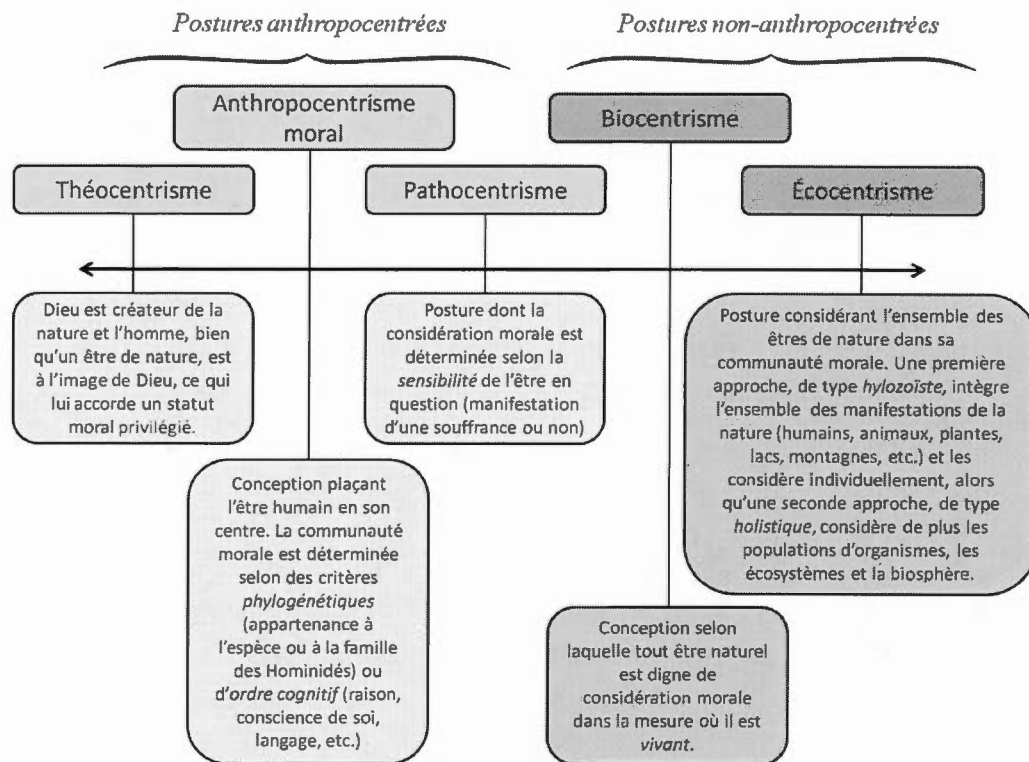 Postures anthropocentrées
Postures non-anthropocentrées
Anthropocentrisme
moral
Biocentrisme
Théocentrisme
Pathocentrisme
Écocentrisme
Dieu est créateur de la
nature et l'homme, bien
qu'un être de nature, est
à l'image de Dieu, ce qui
lui accorde un statut
moral privilégié.
Posture dont la
considération morale est
déterminée selon la
sensibilité de l'être en
question (manifestation
d'une souffrance ou non)
Posture considérant l'ensemble des
êtres de nature dans sa
communauté morale. Une première
approche, de type hylozoïste, intègre
l'ensemble des manifestations de la
nature (humains, animaux, plantes,
lacs, montagnes, etc.) et les
considère individuellement, alors
qu'une seconde approche, de type
holistique, considère de plus les
populations d'organismes, les
écosystèmes et la biosphère.
Conception plaçant
l'être humain en son
centre. La communauté
morale est déterminée
selon des critères
phylogénétiques
(appartenance à
l'espèce ou à la famille
des Hominidés) ou
d'ordre cognitif (raison,
conscience de soi,
langage, etc.)
Conception selon
laquelle tout être naturel
est digne de
considération morale
dans la mesure où il est
vivant.